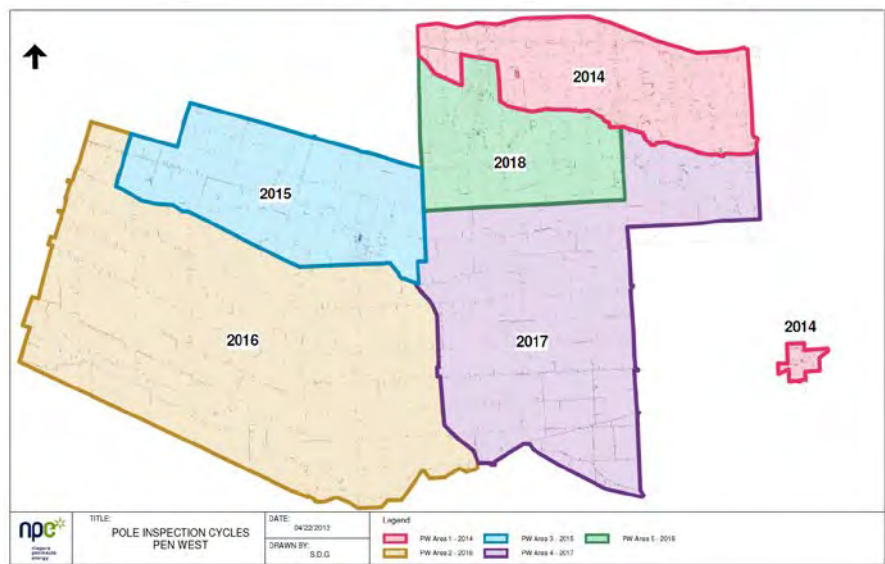 2014
2018
2015
2014
2016
2017
npe
niagara
peninsula
energy
TITLE:
POLE INSPECTION CYCLES
PEN WEST
DATE:
04/22/2013
DRAWN BY:
S.D.G
Legend
PW Area 1 - 2014
PW Area 3 - 2015
PW Area 5 - 2018
PW Area 2 - 2016
PW Area 4 - 2017